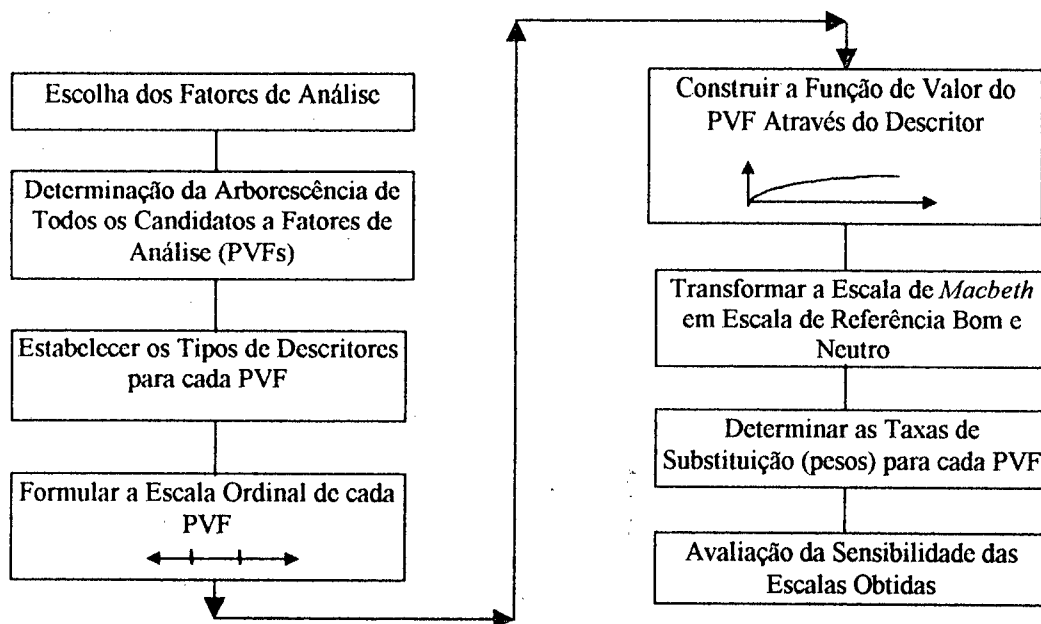 Escolha dos Fatores de Análise
Determinação da Arborescência de
Todos os Candidatos a Fatores de
Análise (PVFs)
Estabelecer os Tipos de Descritores
para cada PVF
Formular a Escala Ordinal de cada
PVF
Construir a Função de Valor do
PVF Através do Descritor
Transformar a Escala de Macbeth
em Escala de Referência Bom e
Neutro
Determinar as Taxas de
Substituição (pesos) para cada PVF
Avaliação da Sensibilidade das
Escalas Obtidas